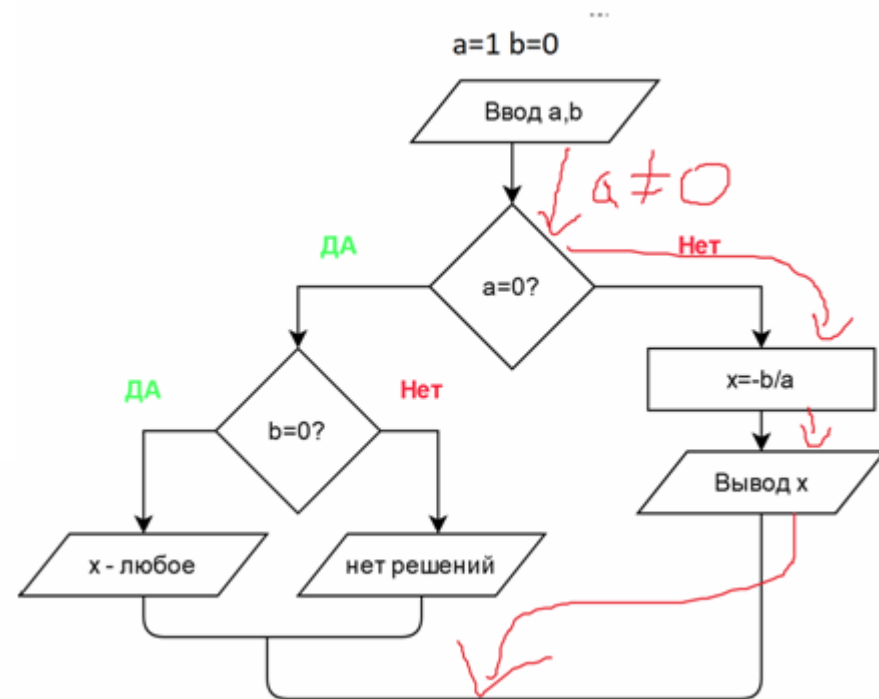 a=1 b=0
Ввод a,b
a≠0
ДА
Нет
a=0?
ДА
Нет
x=-b/a
b=0?
Вывод x
x - любое
нет решений